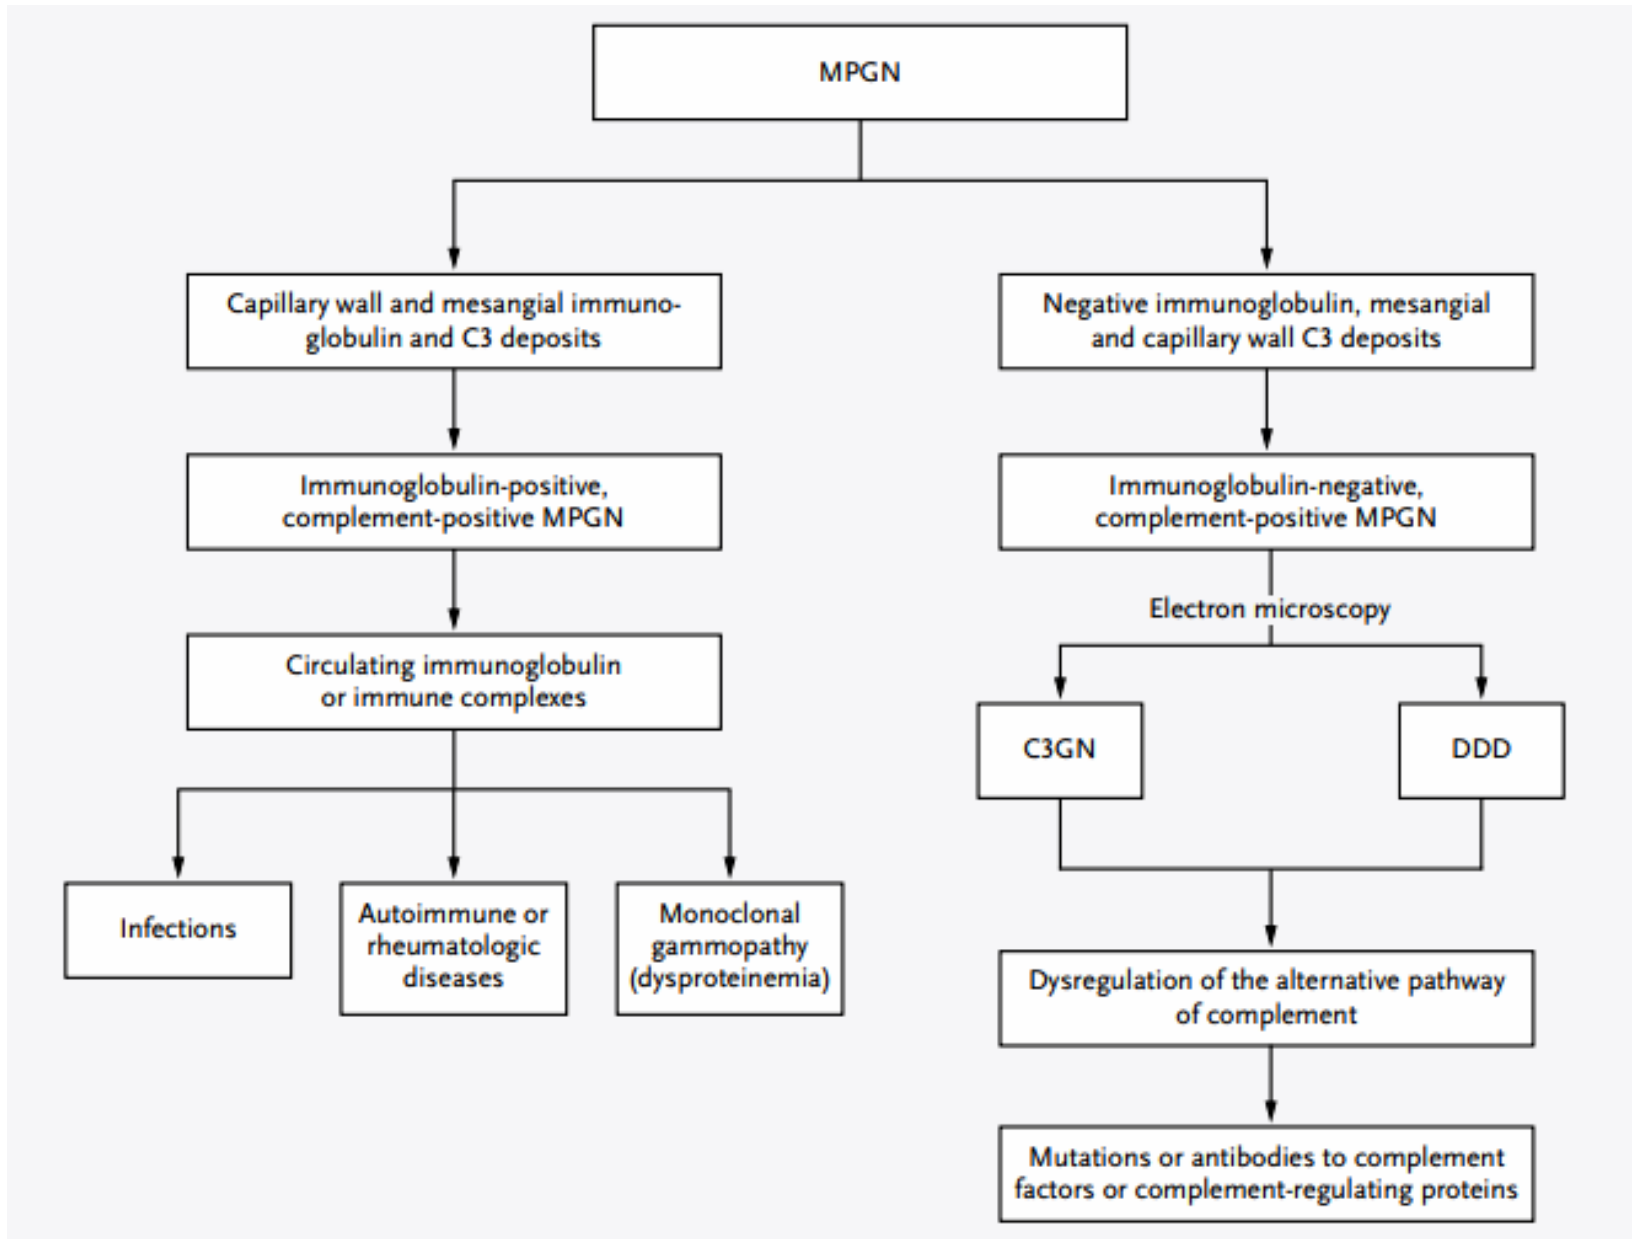 MPGN
Capillary wall and mesangial immuno-
globulin and C3 deposits
Negative immunoglobulin, mesangial
and capillary wall C3 deposits
Immunoglobulin-positive,
complement-positive MPGN
Immunoglobulin-negative,
complement-positive MPGN
Electron microscopy
Circulating immunoglobulin
or immune complexes
C3GN
DDD
Infections
Autoimmune or
rheumatologic
diseases
Monoclonal
gammopathy
(dysproteinemia)
Dysregulation of the alternative pathway
of complement
Mutations or antibodies to complement
factors or complement-regulating proteins